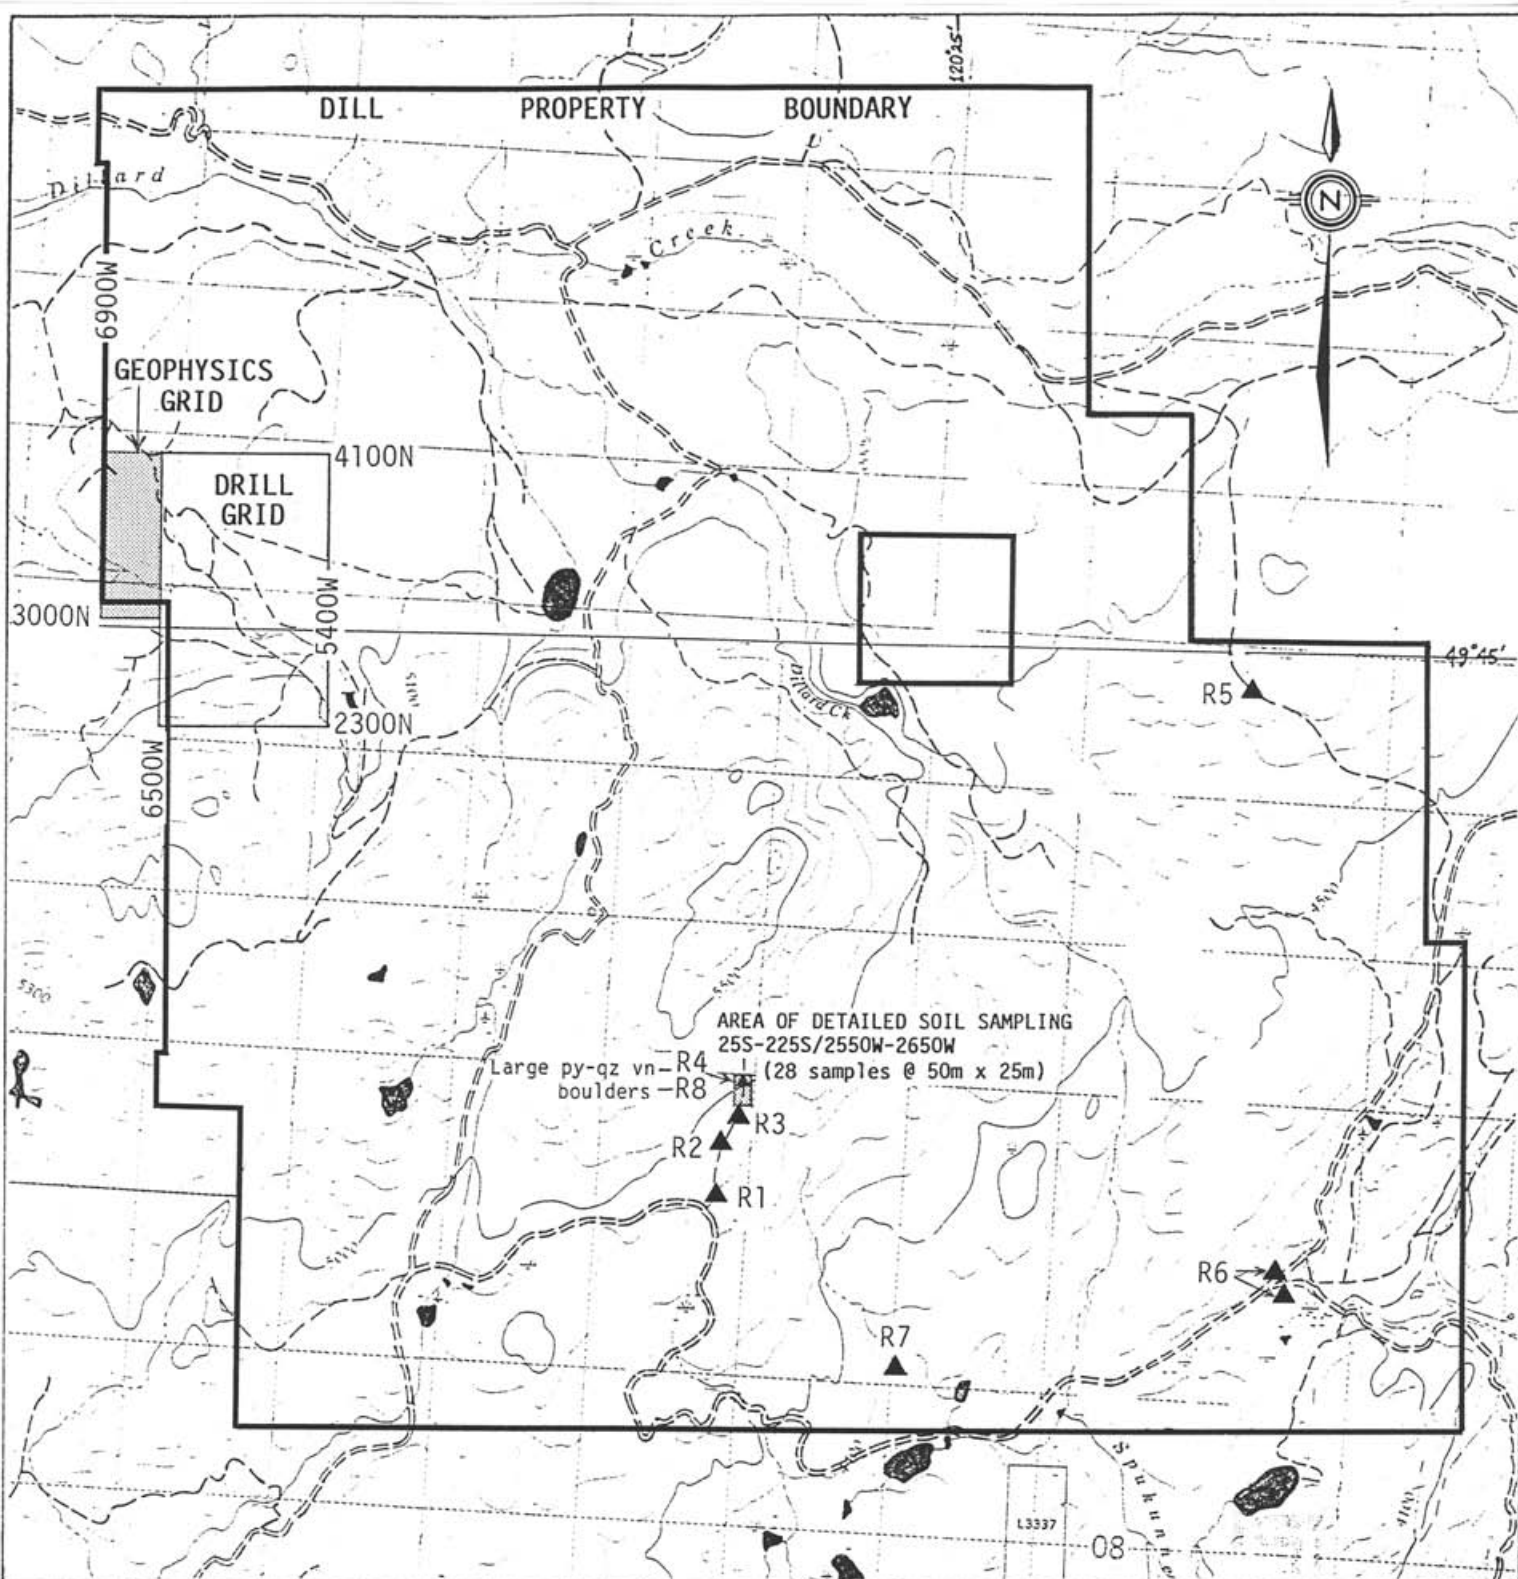 120°25'
DILL PROPERTY BOUNDARY
Dillard
Creek
N
6900W
GEOPHYSICS
GRID
4100N
DRILL
GRID
5400W
3000N
49°45'
R5
Dillard Ck
2300N
6500W
5300
5500
AREA OF DETAILED SOIL SAMPLING
25S-225S/2550W-2650W
(28 samples @ 50m x 25m)
Large py-qz vn
boulders
R4
R8
R3
R2
R1
R6
R7
L3337
08